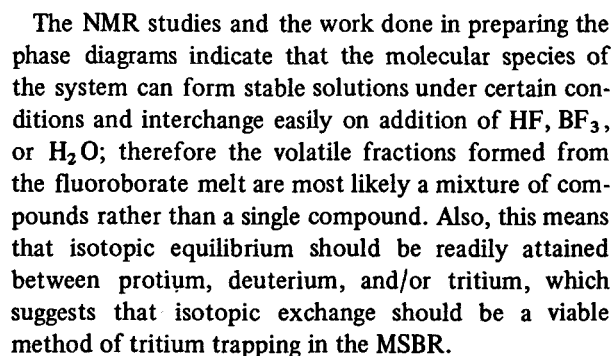 The NMR studies and the work done in preparing the
phase diagrams indicate that the molecular species of
the system can form stable solutions under certain con-
ditions and interchange easily on addition of HF, BF₃,
or H₂O; therefore the volatile fractions formed from
the fluoroborate melt are most likely a mixture of com-
pounds rather than a single compound. Also, this means
that isotopic equilibrium should be readily attained
between protium, deuterium, and/or tritium, which
suggests that isotopic exchange should be a viable
method of tritium trapping in the MSBR.